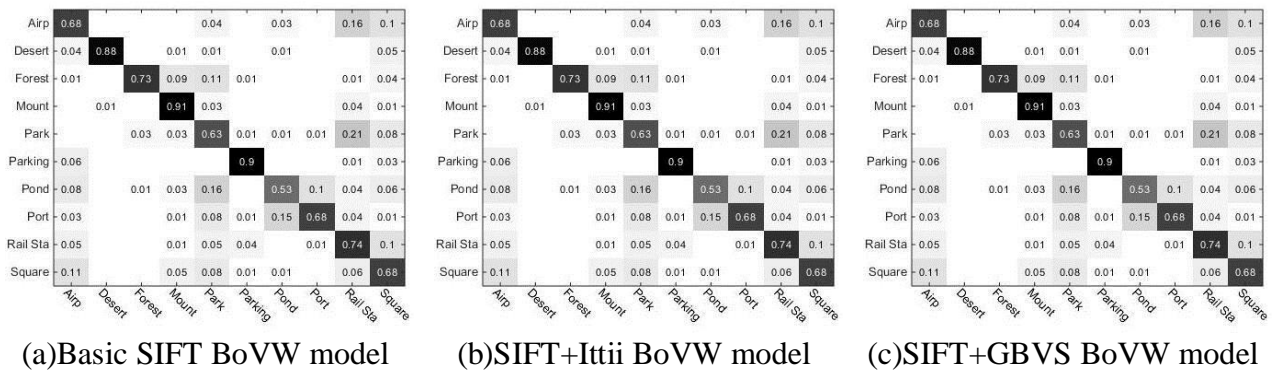 Airp 0.68 0.04 0.03 0.16 0.1
Desert 0.04 0.88 0.01 0.01 0.01 0.05
Forest 0.01 0.73 0.09 0.11 0.01 0.01 0.04
Mount 0.01 0.91 0.03 0.04 0.01
Park 0.03 0.03 0.63 0.01 0.01 0.01 0.21 0.08
Parking 0.06 0.9 0.01 0.03
Pond 0.08 0.01 0.03 0.16 0.53 0.1 0.04 0.06
Port 0.03 0.01 0.08 0.01 0.15 0.68 0.04 0.01
Rail Sta 0.05 0.01 0.05 0.04 0.01 0.74 0.1
Square 0.11 0.05 0.08 0.01 0.01 0.06 0.68
Airp Desert Forest Mount Park Parking Pond Port Rail Sta Square
(a)Basic SIFT BoVW model
Airp 0.68 0.04 0.03 0.16 0.1
Desert 0.04 0.88 0.01 0.01 0.01 0.05
Forest 0.01 0.73 0.09 0.11 0.01 0.01 0.04
Mount 0.01 0.91 0.03 0.04 0.01
Park 0.03 0.03 0.63 0.01 0.01 0.01 0.21 0.08
Parking 0.06 0.9 0.01 0.03
Pond 0.08 0.01 0.03 0.16 0.53 0.1 0.04 0.06
Port 0.03 0.01 0.08 0.01 0.15 0.68 0.04 0.01
Rail Sta 0.05 0.01 0.05 0.04 0.01 0.74 0.1
Square 0.11 0.05 0.08 0.01 0.01 0.06 0.68
Airp Desert Forest Mount Park Parking Pond Port Rail Sta Square
(b)SIFT+Ittii BoVW model
Airp 0.68 0.04 0.03 0.16 0.1
Desert 0.04 0.88 0.01 0.01 0.01 0.05
Forest 0.01 0.73 0.09 0.11 0.01 0.01 0.04
Mount 0.01 0.91 0.03 0.04 0.01
Park 0.03 0.03 0.63 0.01 0.01 0.01 0.21 0.08
Parking 0.06 0.9 0.01 0.03
Pond 0.08 0.01 0.03 0.16 0.53 0.1 0.04 0.06
Port 0.03 0.01 0.08 0.01 0.15 0.68 0.04 0.01
Rail Sta 0.05 0.01 0.05 0.04 0.01 0.74 0.1
Square 0.11 0.05 0.08 0.01 0.01 0.06 0.68
Airp Desert Forest Mount Park Parking Pond Port Rail Sta Square
(c)SIFT+GBVS BoVW model